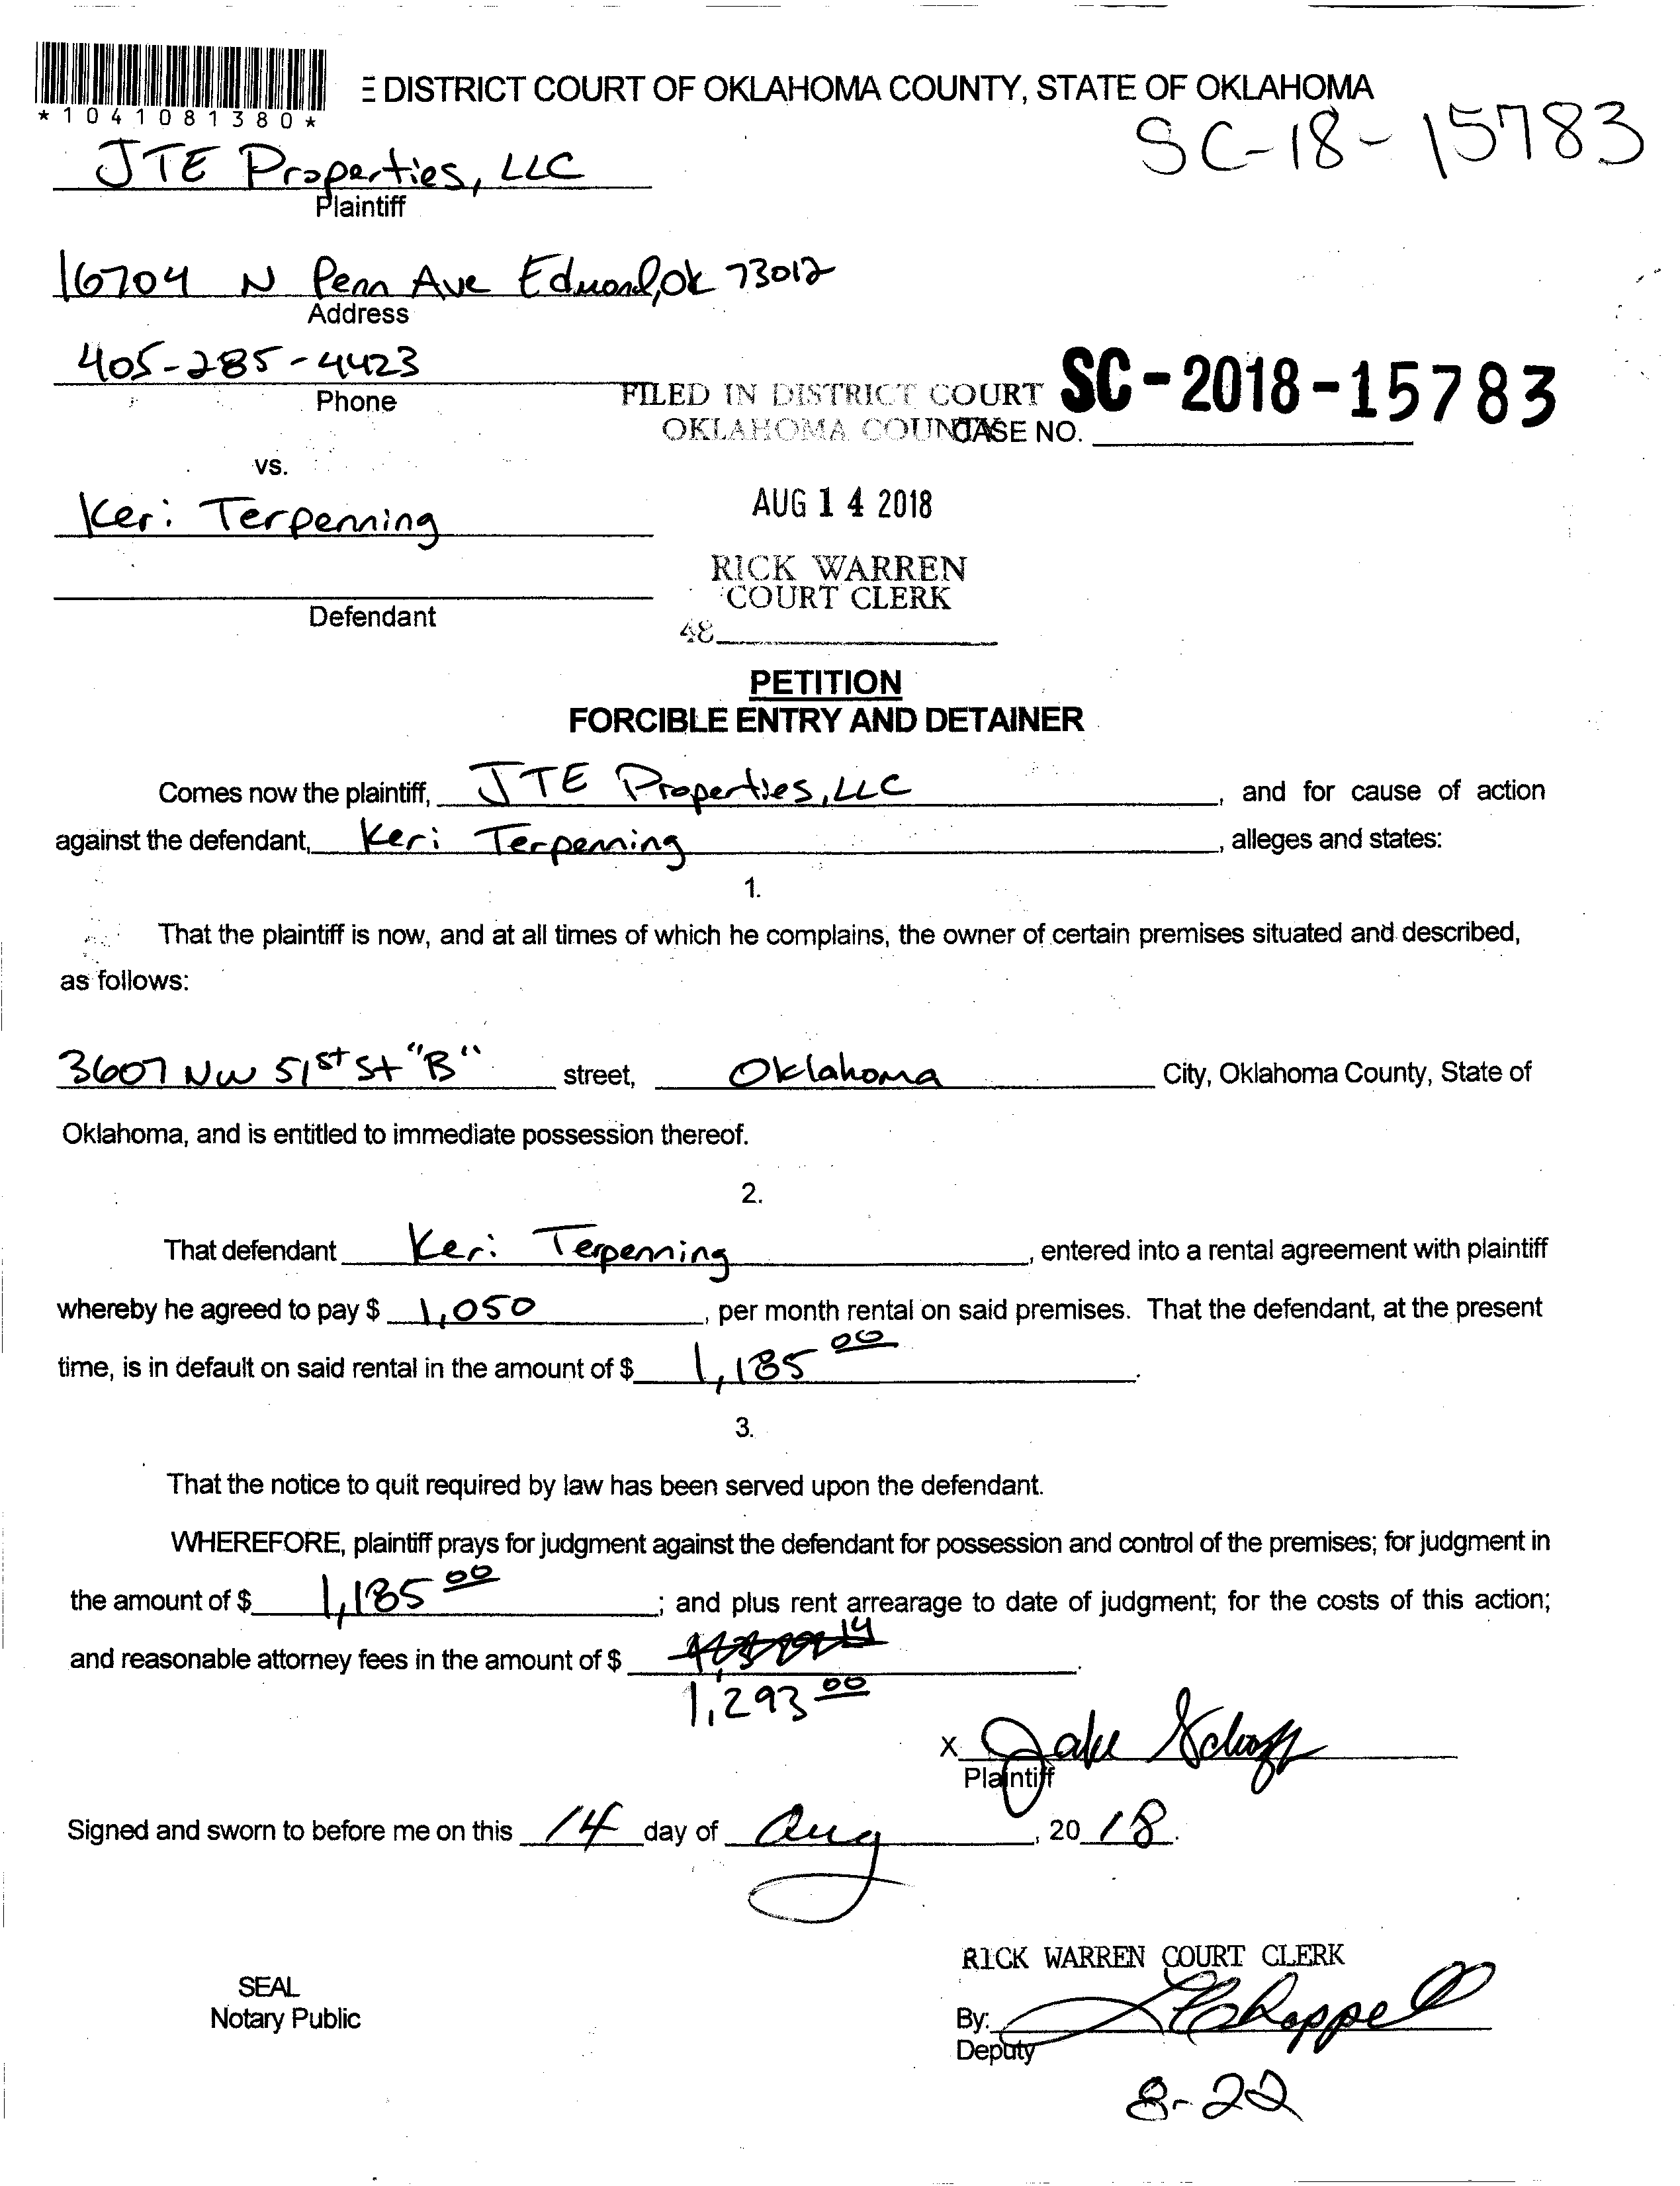 E DISTRICT COURT OF OKLAHOMA COUNTY, STATE OF OKLAHOMA
*1041081380*
SC-18-15783
JTE Properties, LLC
Plaintiff
16704 N Penn Ave Edmond, OK 73012
Address
405-285-4423
Phone
FILED IN DISTRICT COURT
OKLAHOMA COUNTY
SC-2018-15783
CASE NO.
vs.
Keri Terpenning
AUG 14 2018
RICK WARREN
COURT CLERK
Defendant
48
PETITION
FORCIBLE ENTRY AND DETAINER
Comes now the plaintiff, JTE Properties, LLC, and for cause of action
against the defendant, Keri Terpenning, alleges and states:
1.
That the plaintiff is now, and at all times of which he complains, the owner of certain premises situated and described,
as follows:
3607 NW 51st St "B" street, Oklahoma City, Oklahoma County, State of
Oklahoma, and is entitled to immediate possession thereof.
2.
That defendant Keri Terpenning, entered into a rental agreement with plaintiff
whereby he agreed to pay $ 1,050, per month rental on said premises. That the defendant, at the present
time, is in default on said rental in the amount of $ 1,185 00.
3.
That the notice to quit required by law has been served upon the defendant.
WHEREFORE, plaintiff prays for judgment against the defendant for possession and control of the premises; for judgment in
the amount of $ 1,185 00; and plus rent arrearage to date of judgment; for the costs of this action;
and reasonable attorney fees in the amount of $ 14.
1,293 00
X Jake Schopf
Plaintiff
Signed and sworn to before me on this 14 day of Aug, 20 18.
RICK WARREN COURT CLERK
SEAL
Notary Public
By: Chappell
Deputy
8-22